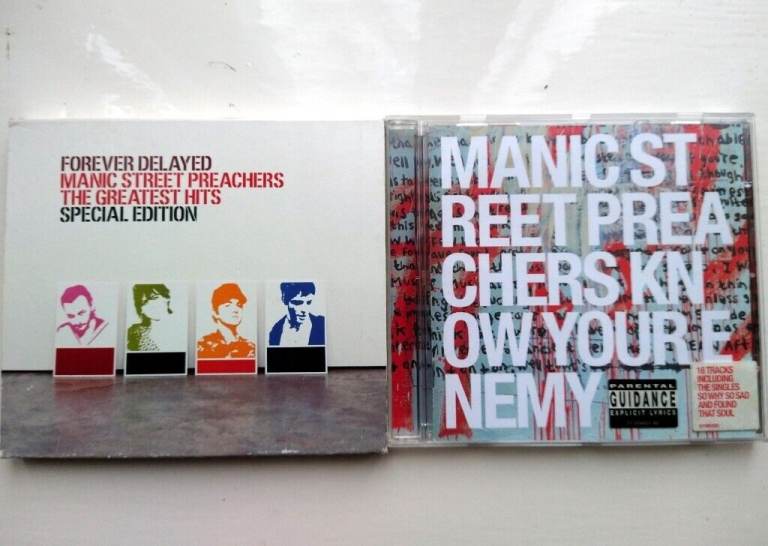 FOREVER DELAYED
MANIC STREET PREACHERS
THE GREATEST HITS
SPECIAL EDITION
MANIC ST
REET PREA
CHERS KN
OW YOUR E
NEMY
PARENTAL
GUIDANCE
EXPLICIT LYRICS
16 TRACKS
INCLUDING
THE SINGLES
SO WHY SO SAD
AND FOUND
THAT SOUL